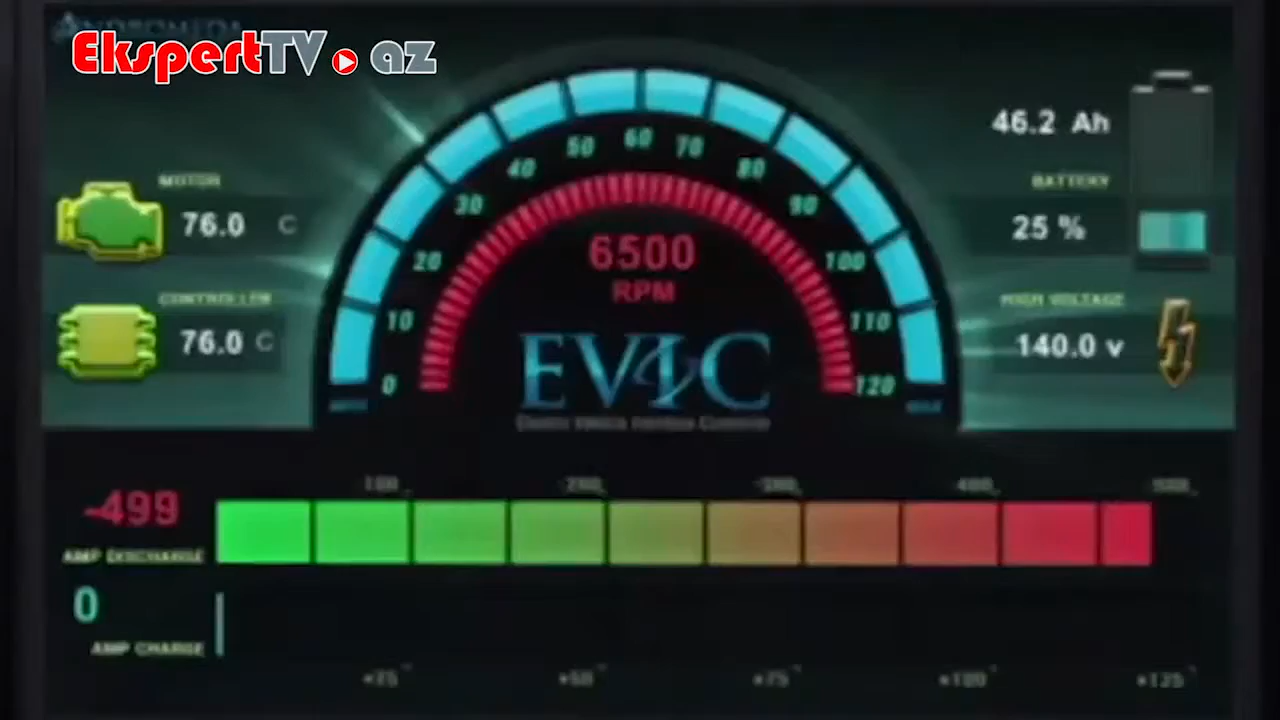 ANDROMEDA
EkspertTV.az
46.2 Ah
MOTOR
76.0 C
BATTERY
25 %
CONTROLLER
76.0 C
HIGH VOLTAGE
140.0 v
0
10
20
30
40
50
60
70
80
90
100
110
120
6500
RPM
EVIC
-100
-200
-300
-400
-500
-499
AMP DISCHARGE
0
AMP CHARGE
+25
+50
+75
+100
+125